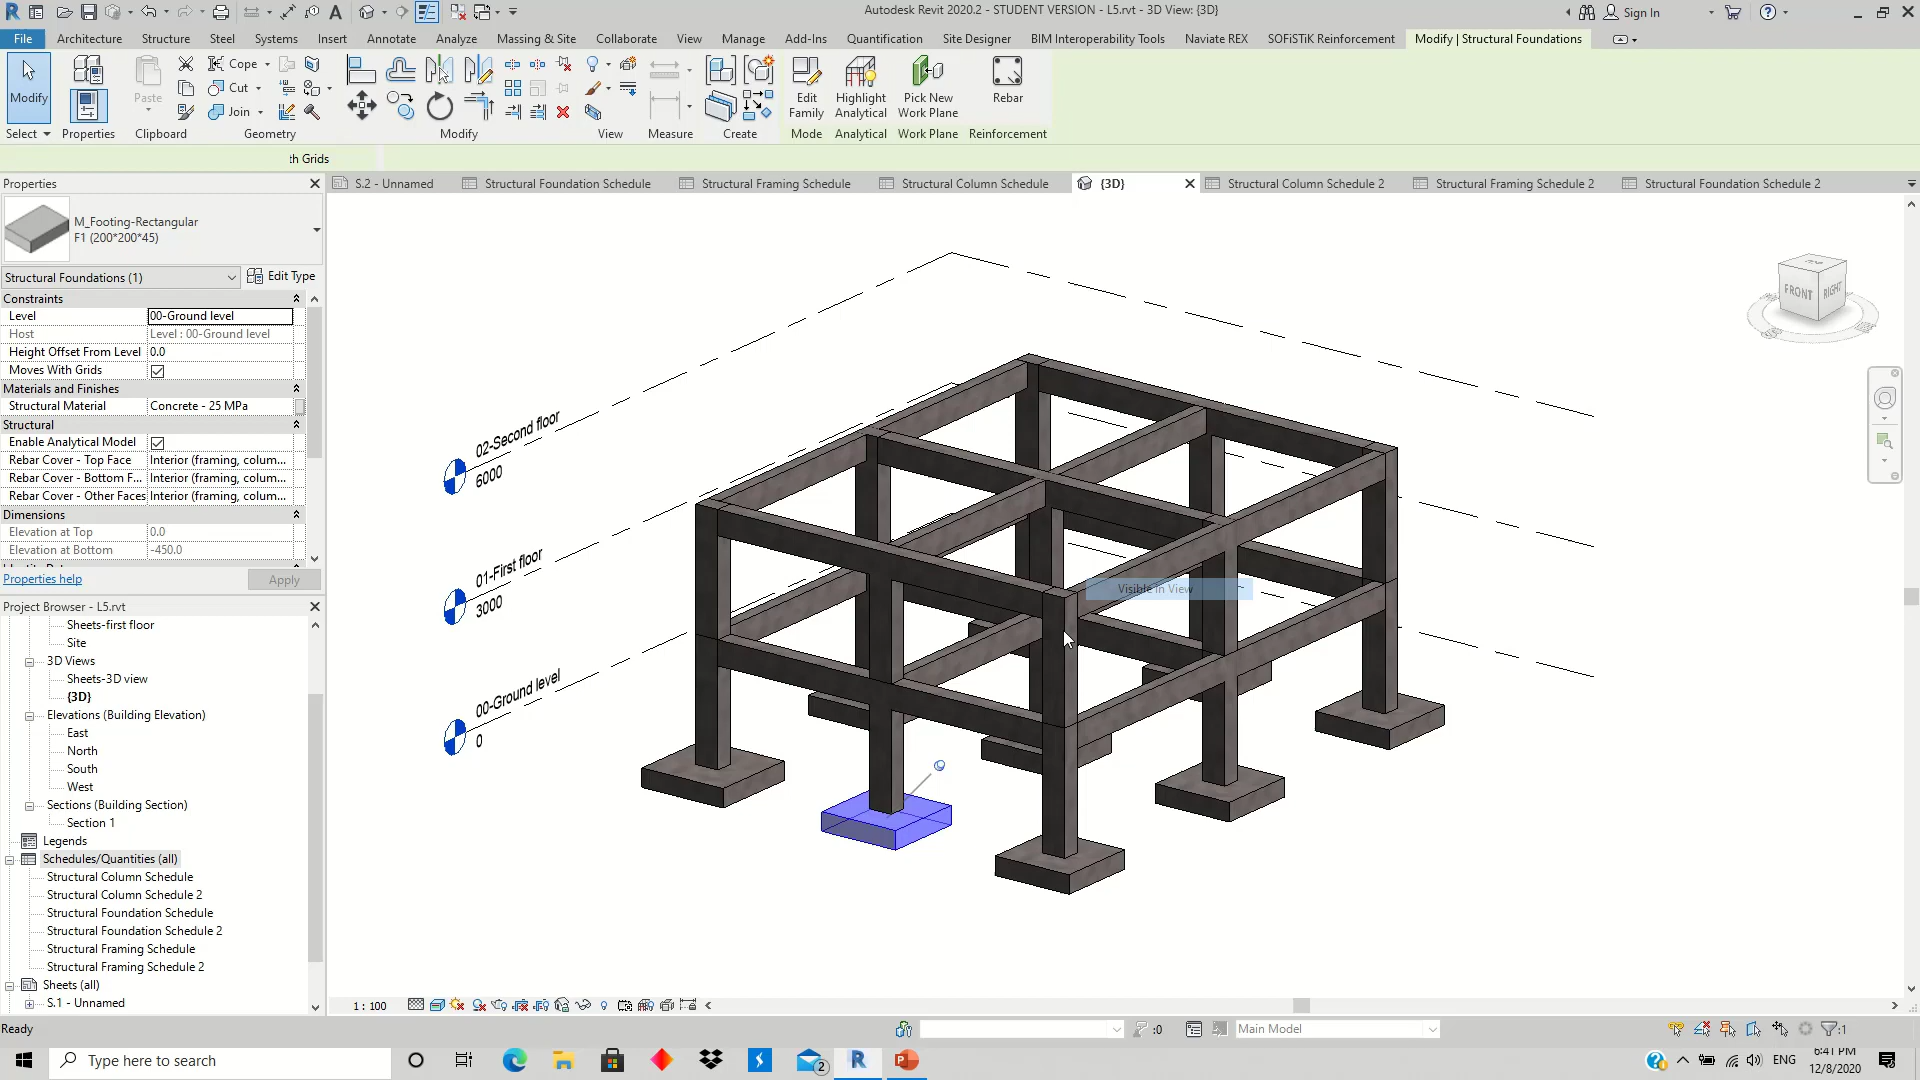 Autodesk Revit 2020.2 - STUDENT VERSION - L5.rvt - 3D View: {3D}
Sign In
File
Architecture
Structure
Steel
Systems
Insert
Annotate
Analyze
Massing & Site
Collaborate
View
Manage
Add-Ins
Quantification
Site Designer
BIM Interoperability Tools
Naviate REX
SOFiSTiK Reinforcement
Modify | Structural Foundations
Modify
Paste
Cope
Cut
Join
Edit Family
Highlight Analytical
Pick New Work Plane
Rebar
Select
Properties
Clipboard
Geometry
Modify
View
Measure
Create
Mode
Analytical
Work Plane
Reinforcement
th Grids
Properties
S.2 - Unnamed
Structural Foundation Schedule
Structural Framing Schedule
Structural Column Schedule
{3D}
Structural Column Schedule 2
Structural Framing Schedule 2
Structural Foundation Schedule 2
M_Footing-Rectangular
F1 (200*200*45)
Structural Foundations (1)
Edit Type
Constraints
Level 00-Ground level
Host Level : 00-Ground level
Height Offset From Level 0.0
Moves With Grids
Materials and Finishes
Structural Material Concrete - 25 MPa
Structural
Enable Analytical Model
Rebar Cover - Top Face Interior (framing, colum...
Rebar Cover - Bottom F... Interior (framing, colum...
Rebar Cover - Other Faces Interior (framing, colum...
Dimensions
Elevation at Top 0.0
Elevation at Bottom -450.0
Properties help
Apply
Project Browser - L5.rvt
Sheets-first floor
Site
3D Views
Sheets-3D view
{3D}
Elevations (Building Elevation)
East
North
South
West
Sections (Building Section)
Section 1
Legends
Schedules/Quantities (all)
Structural Column Schedule
Structural Column Schedule 2
Structural Foundation Schedule
Structural Foundation Schedule 2
Structural Framing Schedule
Structural Framing Schedule 2
Sheets (all)
S.1 - Unnamed
02-Second floor
6000
01-First floor
3000
00-Ground level
0
Visible In View
FRONT
RIGHT
1 : 100
Ready
:0
Main Model
:1
Type here to search
2
ENG
6:41 PM
12/8/2020